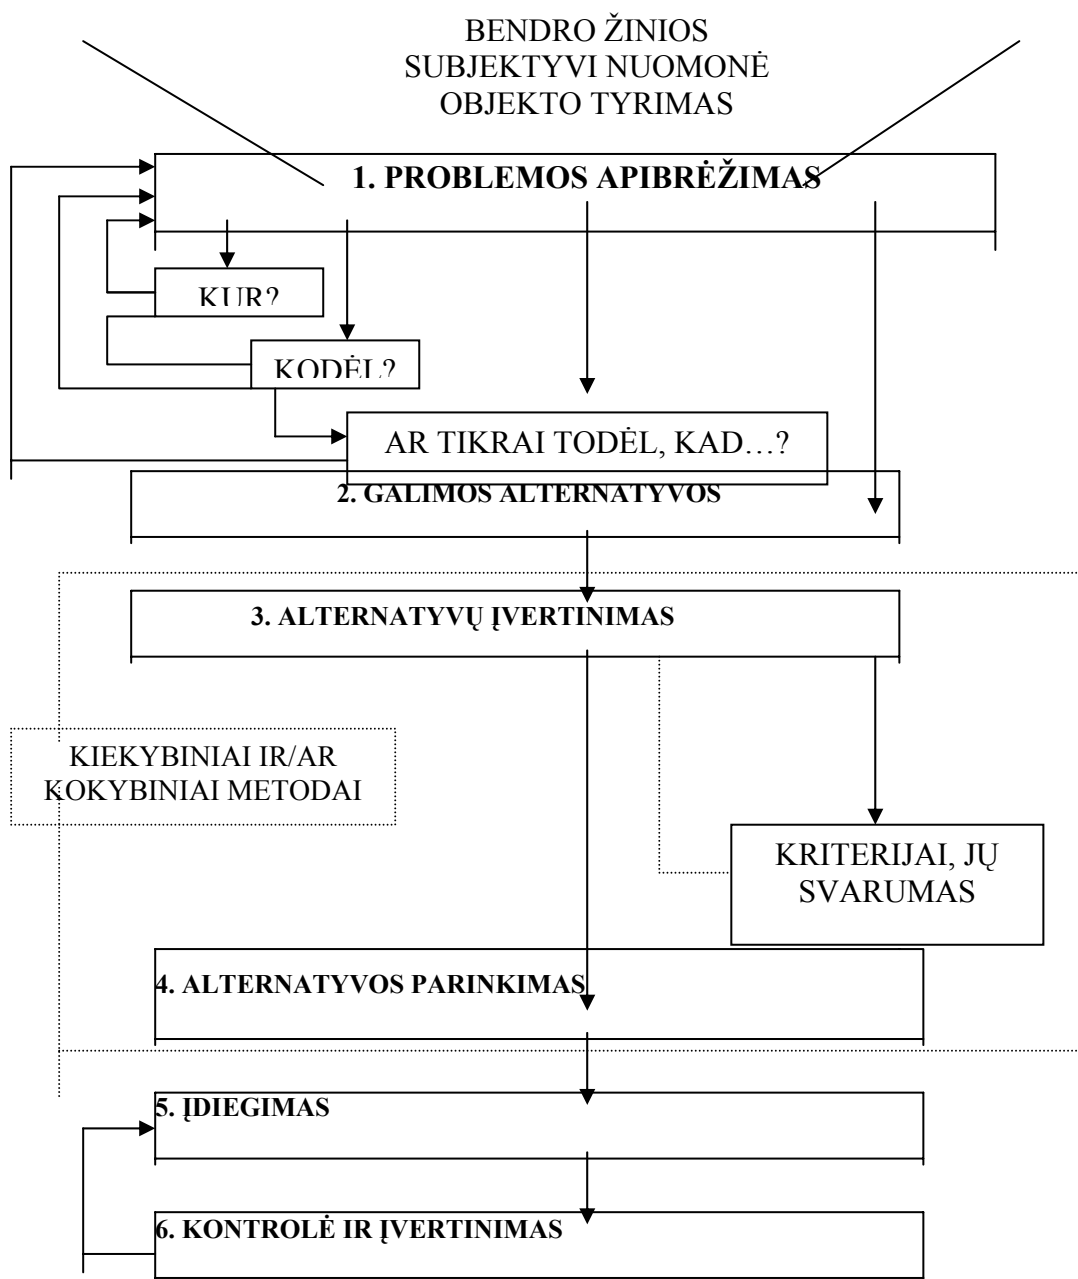 BENDRO ŽINIOS
SUBJEKTYVI NUOMONĖ
OBJEKTO TYRIMAS
1. PROBLEMOS APIBRĖŽIMAS
KUR?
KODĖL?
AR TIKRAI TODĖL, KAD…?
2. GALIMOS ALTERNATYVOS
3. ALTERNATYVŲ ĮVERTINIMAS
KIEKYBINIAI IR/AR
KOKYBINIAI METODAI
KRITERIJAI, JŲ
SVARUMAS
4. ALTERNATYVOS PARINKIMAS
5. ĮDIEGIMAS
6. KONTROLĖ IR ĮVERTINIMAS